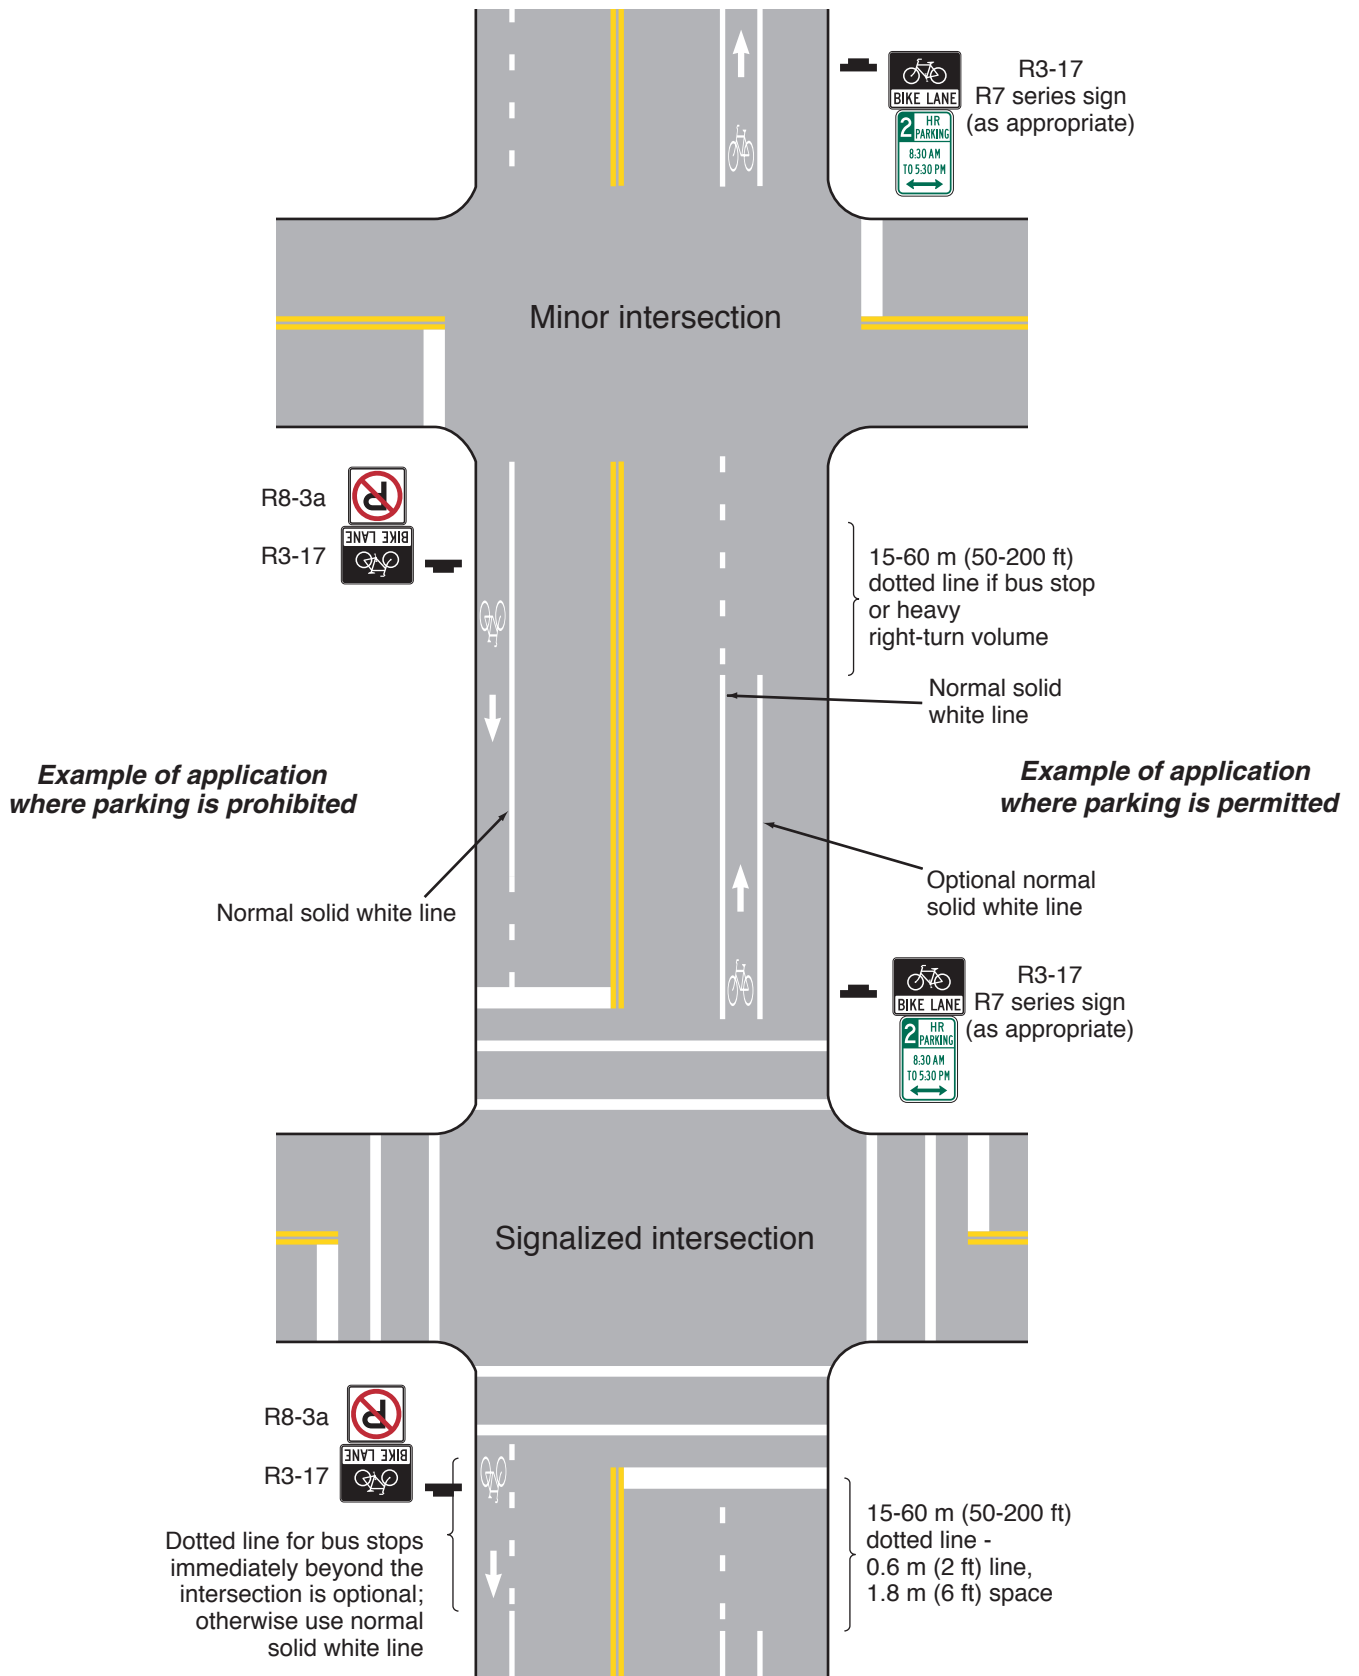 BIKE LANE
2 HR
PARKING
8:30 AM
TO 5:30 PM
R3-17
R7 series sign
(as appropriate)
Minor intersection
R8-3a
P
R3-17
BIKE LANE
15-60 m (50-200 ft)
dotted line if bus stop
or heavy
right-turn volume
Normal solid
white line
Example of application
where parking is prohibited
Example of application
where parking is permitted
Normal solid white line
Optional normal
solid white line
BIKE LANE
2 HR
PARKING
8:30 AM
TO 5:30 PM
R3-17
R7 series sign
(as appropriate)
Signalized intersection
R8-3a
P
R3-17
BIKE LANE
Dotted line for bus stops
immediately beyond the
intersection is optional;
otherwise use normal
solid white line
15-60 m (50-200 ft)
dotted line -
0.6 m (2 ft) line,
1.8 m (6 ft) space